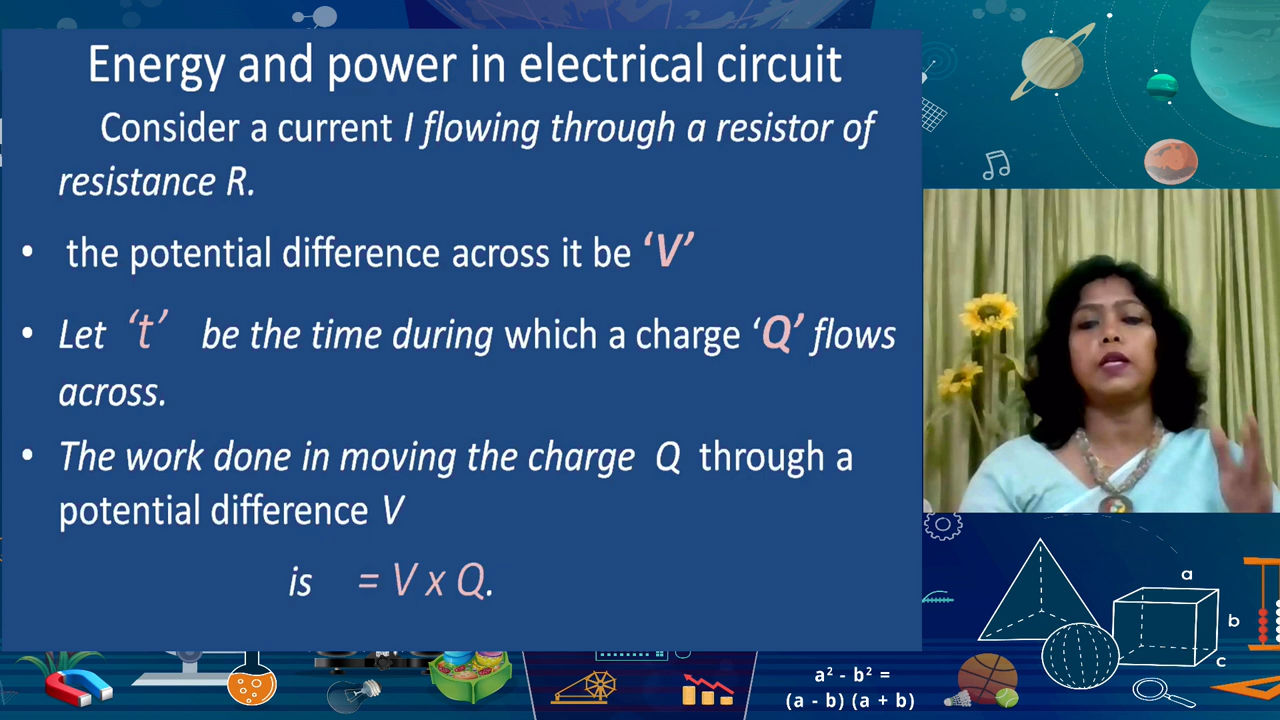 Energy and power in electrical circuit
Consider a current I flowing through a resistor of
resistance R.
• the potential difference across it be ‘V’
• Let ‘t’ be the time during which a charge ‘Q’ flows
across.
• The work done in moving the charge Q through a
potential difference V
is = V x Q.
a
b
c
a² - b² =
(a - b) (a + b)